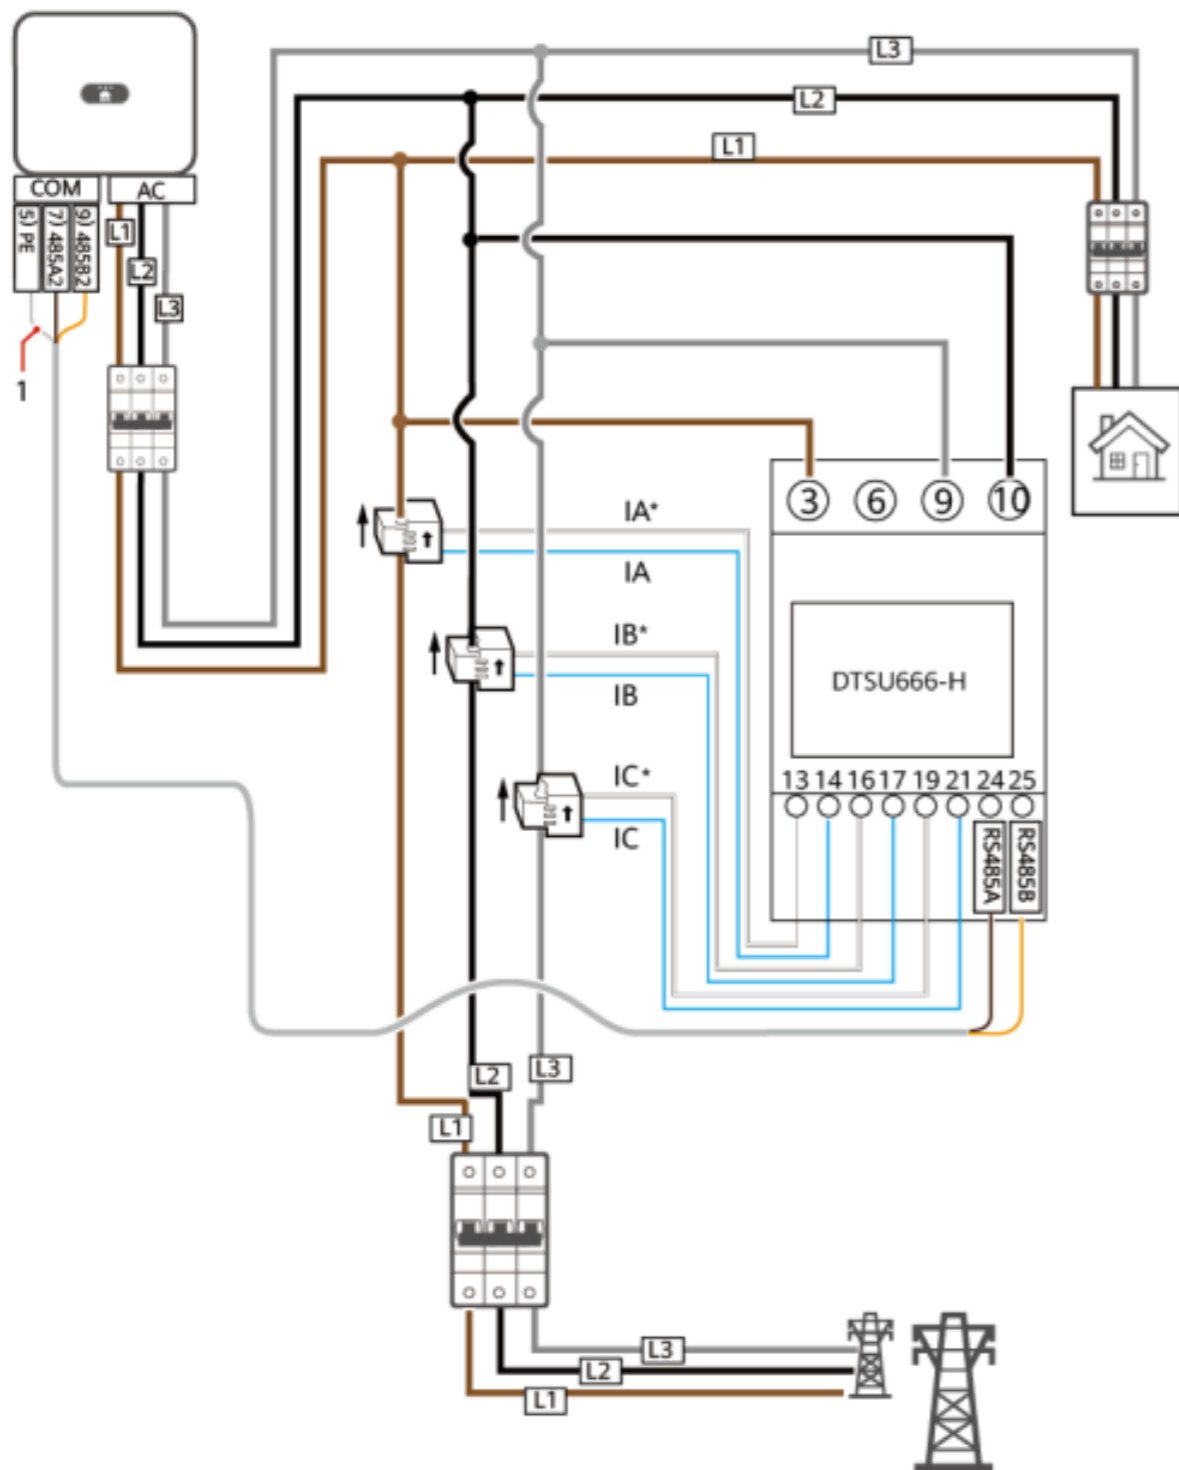 L3
L2
L1
COM
AC
5) PE
7) 485A2
9) 485B2
L1
L2
L3
1
3
6
9
10
IA*
IA
IB*
IB
DTSU666-H
IC*
IC
13 14 16 17 19 21 24 25
RS485A
RS485B
L2
L3
L1
L3
L2
L1